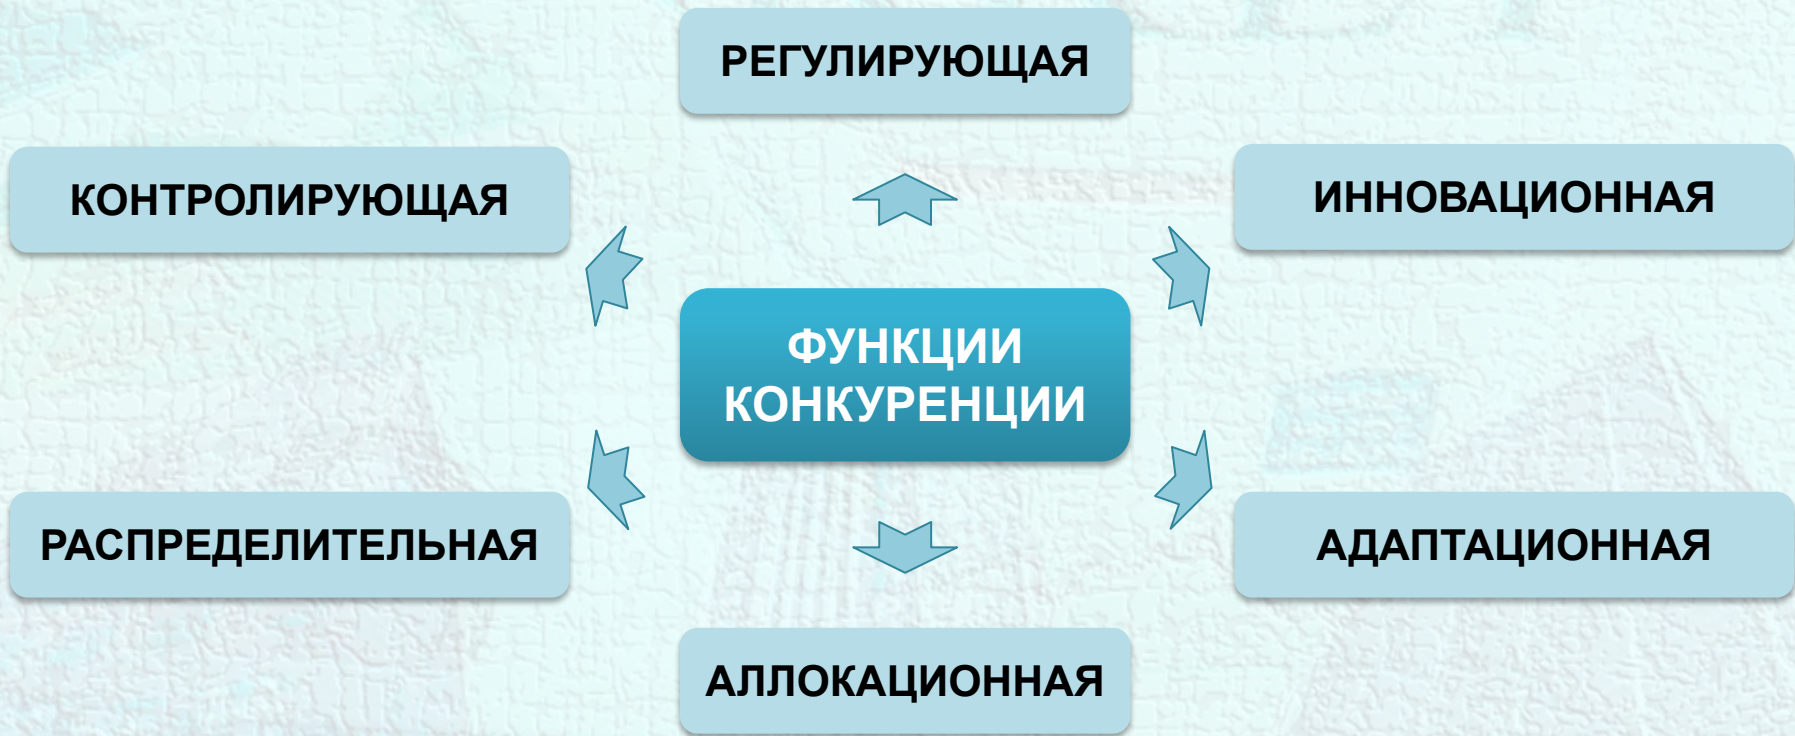 РЕГУЛИРУЮЩАЯ
КОНТРОЛИРУЮЩАЯ
ИННОВАЦИОННАЯ
ФУНКЦИИ
КОНКУРЕНЦИИ
РАСПРЕДЕЛИТЕЛЬНАЯ
АДАПТАЦИОННАЯ
АЛЛОКАЦИОННАЯ